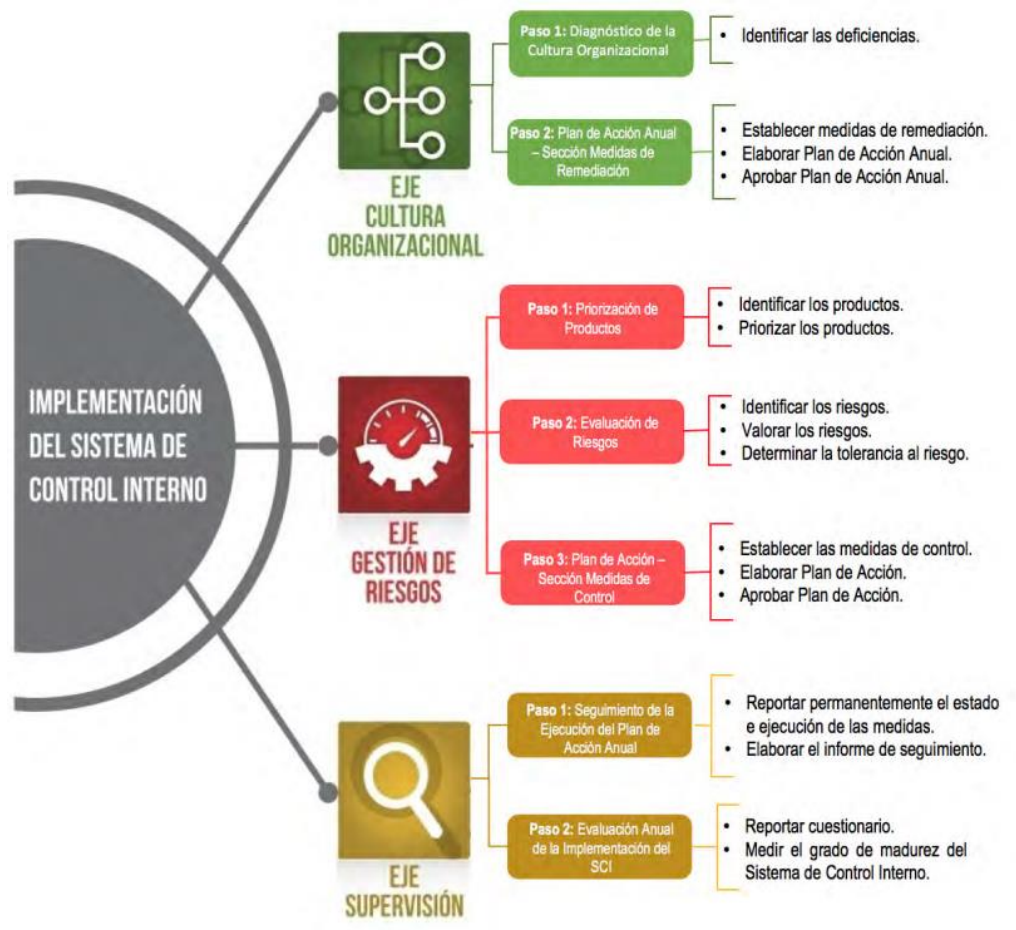 IMPLEMENTACIÓN
DEL SISTEMA DE
CONTROL INTERNO
EJE
CULTURA
ORGANIZACIONAL
Paso 1: Diagnóstico de la
Cultura Organizacional
• Identificar las deficiencias.
Paso 2: Plan de Acción Anual
– Sección Medidas de
Remediación
• Establecer medidas de remediación.
• Elaborar Plan de Acción Anual.
• Aprobar Plan de Acción Anual.
EJE
GESTIÓN DE
RIESGOS
Paso 1: Priorización de
Productos
• Identificar los productos.
• Priorizar los productos.
Paso 2: Evaluación de
Riesgos
• Identificar los riesgos.
• Valorar los riesgos.
• Determinar la tolerancia al riesgo.
Paso 3: Plan de Acción –
Sección Medidas de
Control
• Establecer las medidas de control.
• Elaborar Plan de Acción.
• Aprobar Plan de Acción.
EJE
SUPERVISIÓN
Paso 1: Seguimiento de la
Ejecución del Plan de
Acción Anual
• Reportar permanentemente el estado
e ejecución de las medidas.
• Elaborar el informe de seguimiento.
Paso 2: Evaluación Anual
de la Implementación del
SCI
• Reportar cuestionario.
• Medir el grado de madurez del
Sistema de Control Interno.